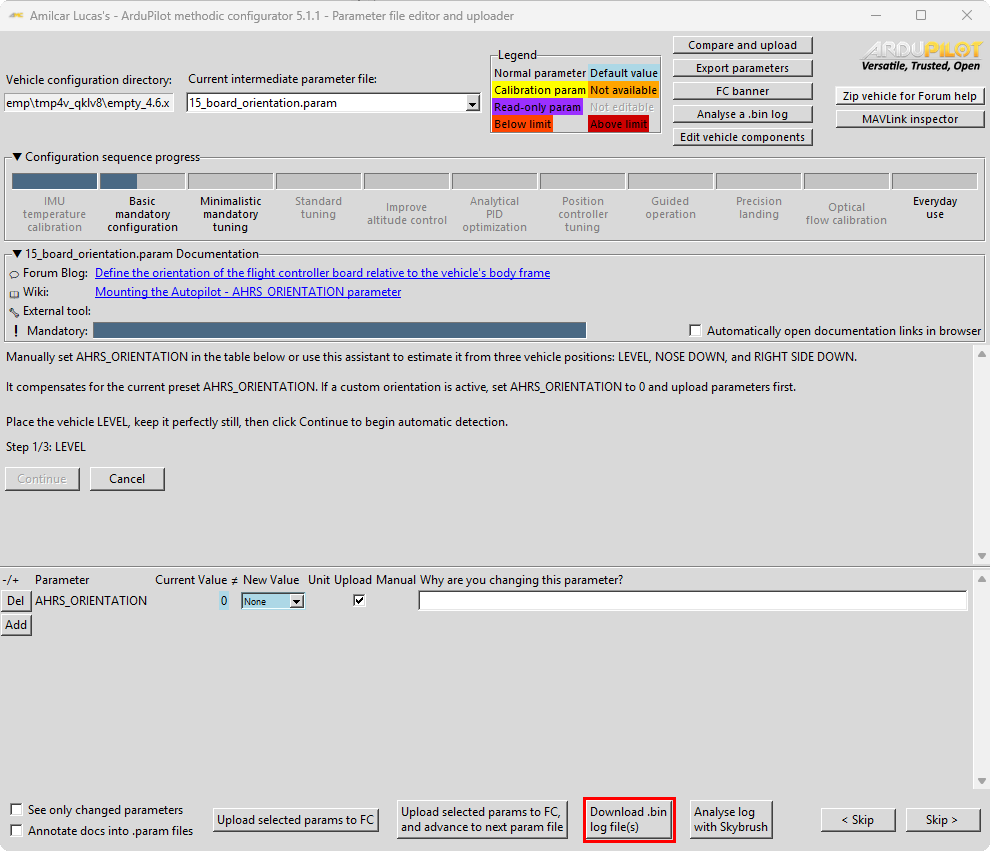 Amilcar Lucas's - ArduPilot methodic configurator 5.1.1 - Parameter file editor and uploader
Vehicle configuration directory:
emp\tmp4v_qklv8\empty_4.6.x
Current intermediate parameter file:
15_board_orientation.param
Legend
Normal parameter Default value
Calibration param Not available
Read-only param Not editable
Below limit Above limit
Compare and upload
Export parameters
FC banner
Analyse a .bin log
Edit vehicle components
ARDUPILOT
Versatile, Trusted, Open
Zip vehicle for Forum help
MAVLink inspector
▼ Configuration sequence progress
IMU
temperature
calibration
Basic
mandatory
configuration
Minimalistic
mandatory
tuning
Standard
tuning
Improve
altitude control
Analytical
PID
optimization
Position
controller
tuning
Guided
operation
Precision
landing
Optical
flow calibration
Everyday
use
▼ 15_board_orientation.param Documentation
Forum Blog: Define the orientation of the flight controller board relative to the vehicle's body frame
Wiki: Mounting the Autopilot - AHRS_ORIENTATION parameter
External tool:
! Mandatory:
Automatically open documentation links in browser
Manually set AHRS_ORIENTATION in the table below or use this assistant to estimate it from three vehicle positions: LEVEL, NOSE DOWN, and RIGHT SIDE DOWN.
It compensates for the current preset AHRS_ORIENTATION. If a custom orientation is active, set AHRS_ORIENTATION to 0 and upload parameters first.
Place the vehicle LEVEL, keep it perfectly still, then click Continue to begin automatic detection.
Step 1/3: LEVEL
Continue Cancel
-/+ Parameter Current Value ≠ New Value Unit Upload Manual Why are you changing this parameter?
Del AHRS_ORIENTATION 0 None
Add
See only changed parameters
Annotate docs into .param files
Upload selected params to FC
Upload selected params to FC,
and advance to next param file
Download .bin
log file(s)
Analyse log
with Skybrush
< Skip
Skip >